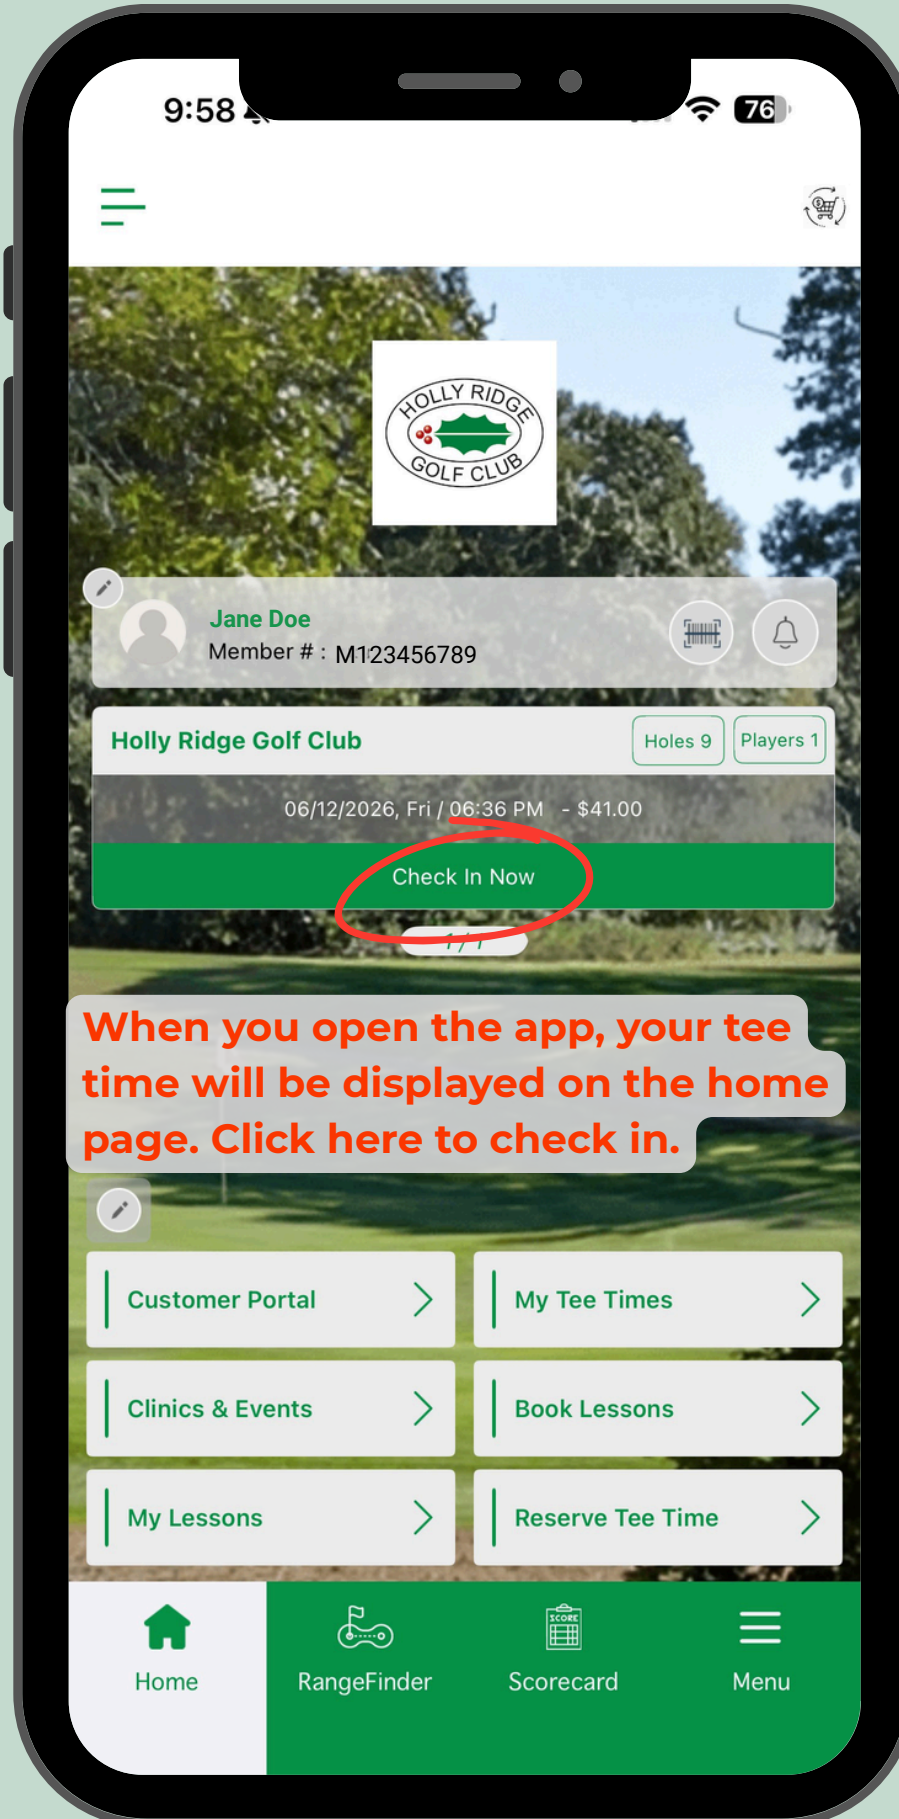 9:58
76
HOLLY RIDGE
GOLF CLUB
Jane Doe
Member # : M123456789
Holly Ridge Golf Club
Holes 9
Players 1
06/12/2026, Fri / 06:36 PM - $41.00
Check In Now
1 / 1
When you open the app, your tee
time will be displayed on the home
page. Click here to check in.
Customer Portal
My Tee Times
Clinics & Events
Book Lessons
My Lessons
Reserve Tee Time
SCORE
Home
RangeFinder
Scorecard
Menu